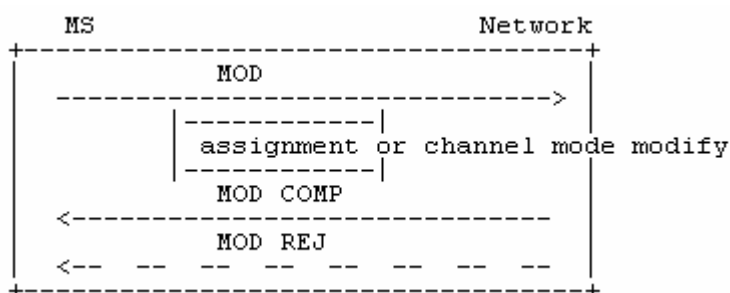 MS Network
MOD
assignment or channel mode modify
MOD COMP
MOD REJ